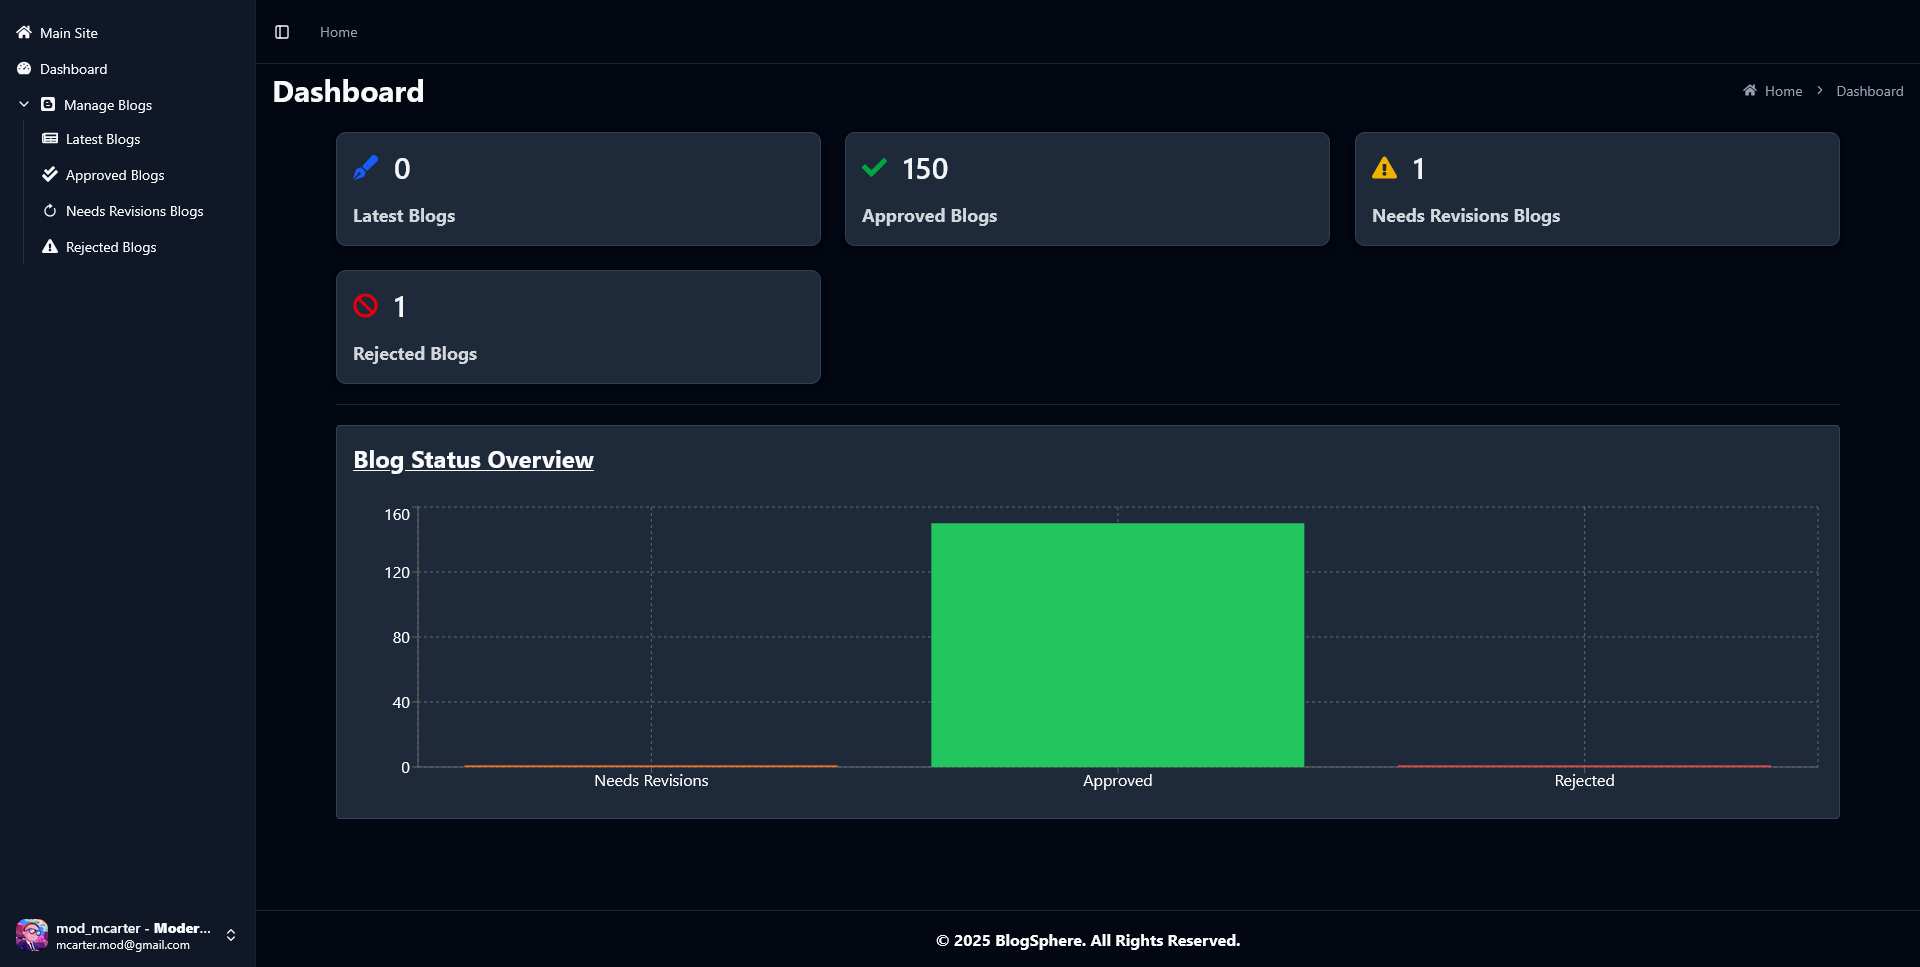 Main Site
Dashboard
Manage Blogs
Latest Blogs
Approved Blogs
Needs Revisions Blogs
Rejected Blogs
mod_mcarter - Moder...
mcarter.mod@gmail.com
Home
Dashboard
Home > Dashboard
0
Latest Blogs
150
Approved Blogs
1
Needs Revisions Blogs
1
Rejected Blogs
Blog Status Overview
160
120
80
40
0
Needs Revisions
Approved
Rejected
© 2025 BlogSphere. All Rights Reserved.